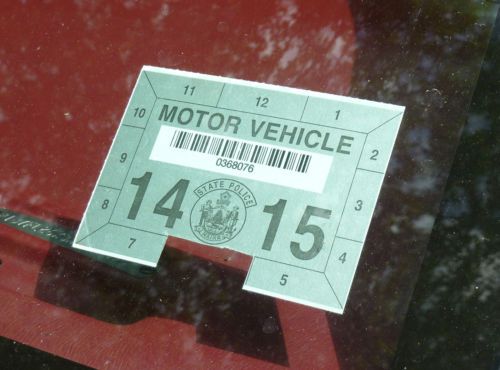 11 12 1
10 MOTOR VEHICLE 2
0368076
9 3
14 STATE POLICE 15
8 4
7 5